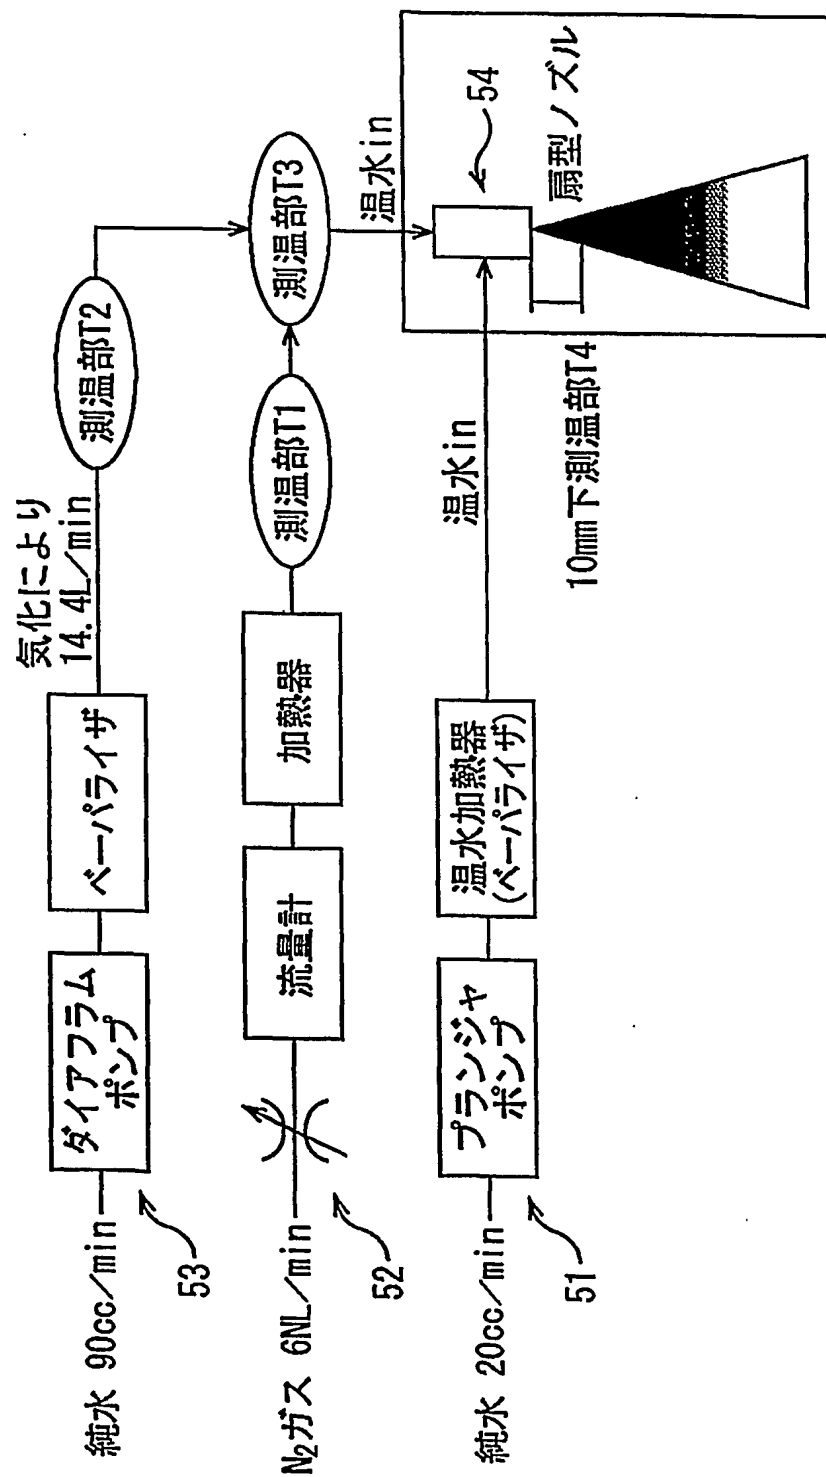 純水 90cc/min
ダイアフラム
ポンプ
ベーパライザ
気化により
14.4L/min
測温部T2
53
N₂ガス 6NL/min
流量計
加熱器
測温部T1
測温部T3
52
温水in
純水 20cc/min
プランジャ
ポンプ
温水加熱器
(ベーパライザ)
温水in
54
扇型ノズル
10mm下測温部T4
51